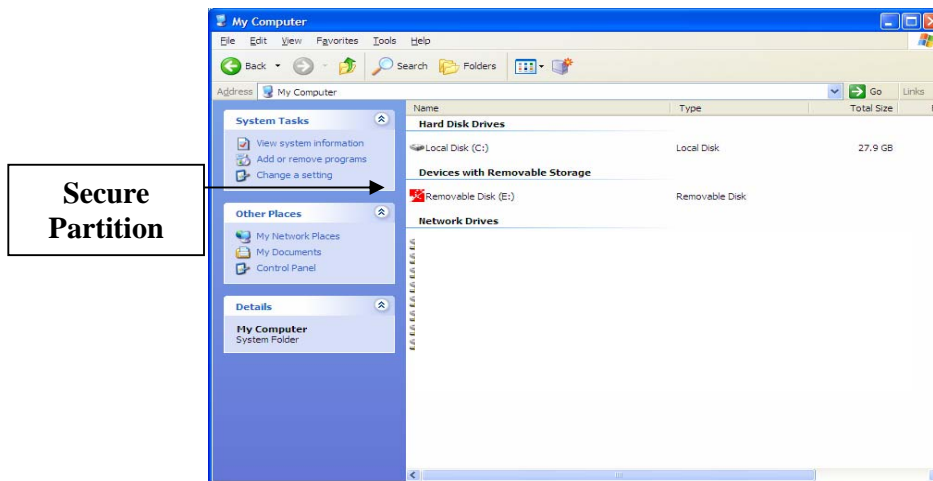 My Computer
File Edit View Favorites Tools Help
Back Search Folders
Address My Computer Go Links
Name Type Total Size
System Tasks
View system information
Add or remove programs
Change a setting
Hard Disk Drives
Local Disk (C:) Local Disk 27.9 GB
Devices with Removable Storage
Removable Disk (E:) Removable Disk
Network Drives
Secure
Partition
Other Places
My Network Places
My Documents
Control Panel
Details
My Computer
System Folder